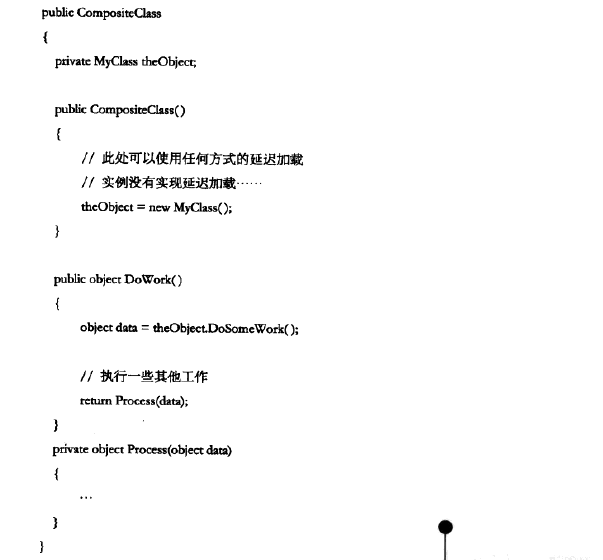 public CompositeClass
{
private MyClass theObject;
public CompositeClass()
{
// 此处可以使用任何方式的延迟加载
// 实例没有实现延迟加载……
theObject = new MyClass();
}
public object DoWork()
{
object data = theObject.DoSomeWork();
// 执行一些其他工作
return Process(data);
}
private object Process(object data)
{
…
}
}